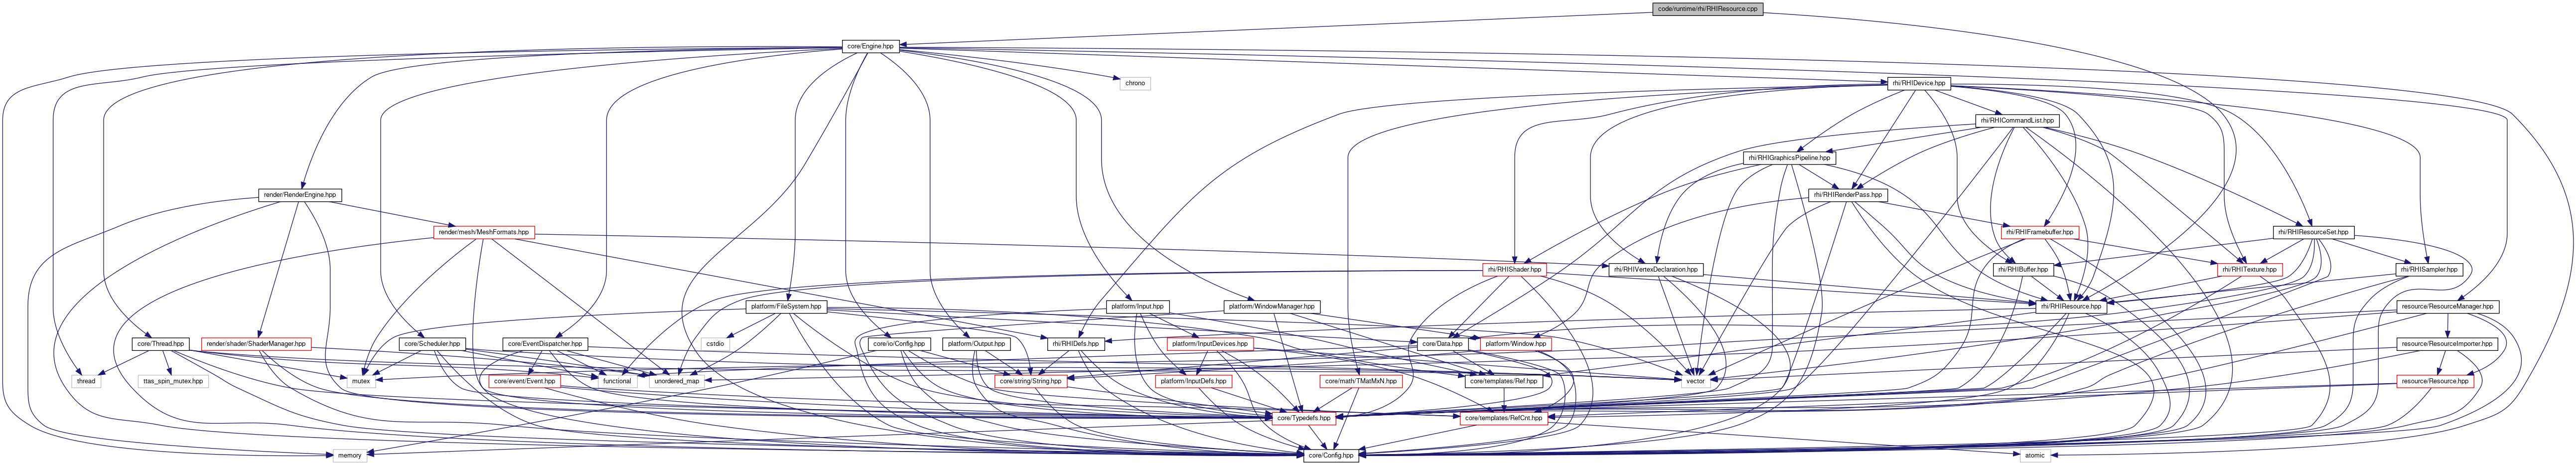 code/runtime/rhi/RHIResource.cpp
core/Engine.hpp
chrono
rhi/RHIDevice.hpp
rhi/RHICommandList.hpp
rhi/RHIGraphicsPipeline.hpp
render/RenderEngine.hpp
rhi/RHIRenderPass.hpp
render/mesh/MeshFormats.hpp
rhi/RHIFramebuffer.hpp
rhi/RHIResourceSet.hpp
rhi/RHIShader.hpp
rhi/RHIVertexDeclaration.hpp
rhi/RHIBuffer.hpp
rhi/RHITexture.hpp
rhi/RHISampler.hpp
platform/FileSystem.hpp
platform/Input.hpp
platform/WindowManager.hpp
rhi/RHIResource.hpp
resource/ResourceManager.hpp
core/Thread.hpp
render/shader/ShaderManager.hpp
core/Scheduler.hpp
core/EventDispatcher.hpp
cstdio
core/io/Config.hpp
platform/Output.hpp
rhi/RHIDefs.hpp
platform/InputDevices.hpp
core/Data.hpp
platform/Window.hpp
resource/ResourceImporter.hpp
thread
ttas_spin_mutex.hpp
mutex
core/event/Event.hpp
functional
unordered_map
core/string/String.hpp
platform/InputDefs.hpp
core/math/TMatMxN.hpp
core/templates/Ref.hpp
vector
resource/Resource.hpp
core/Typedefs.hpp
core/templates/RefCnt.hpp
memory
core/Config.hpp
atomic